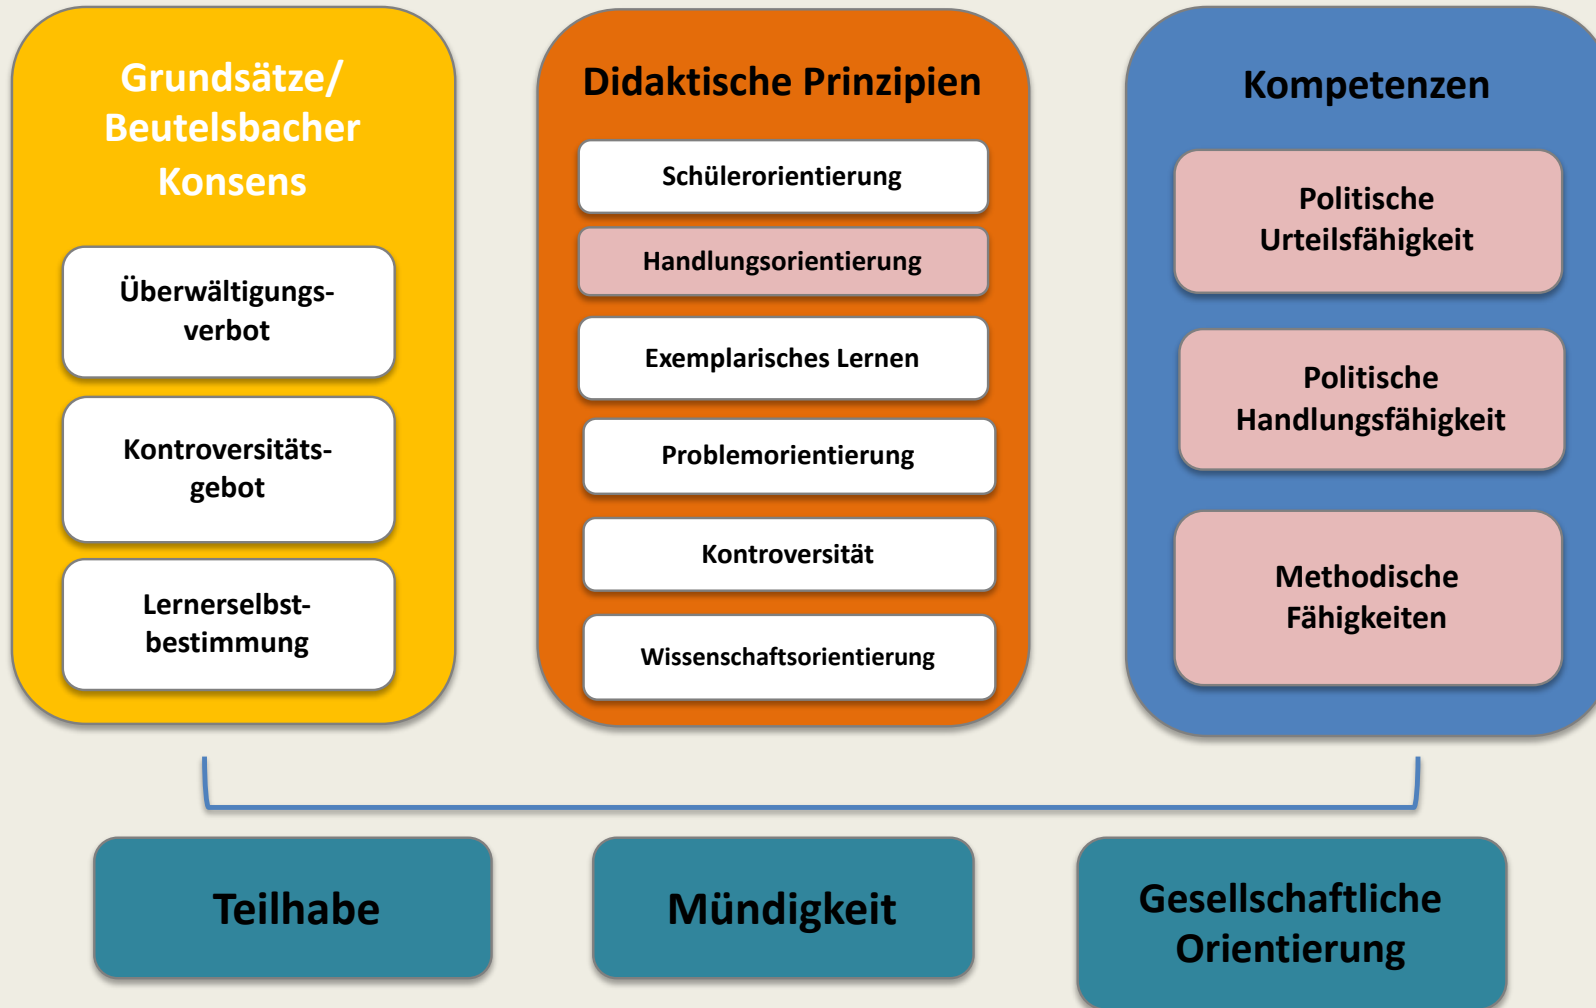 Grundsätze/
Beutelsbacher
Konsens
Überwältigungs-
verbot
Kontroversitäts-
gebot
Lernerselbst-
bestimmung
Didaktische Prinzipien
Schülerorientierung
Handlungsorientierung
Exemplarisches Lernen
Problemorientierung
Kontroversität
Wissenschaftsorientierung
Kompetenzen
Politische
Urteilsfähigkeit
Politische
Handlungsfähigkeit
Methodische
Fähigkeiten
Teilhabe
Mündigkeit
Gesellschaftliche
Orientierung